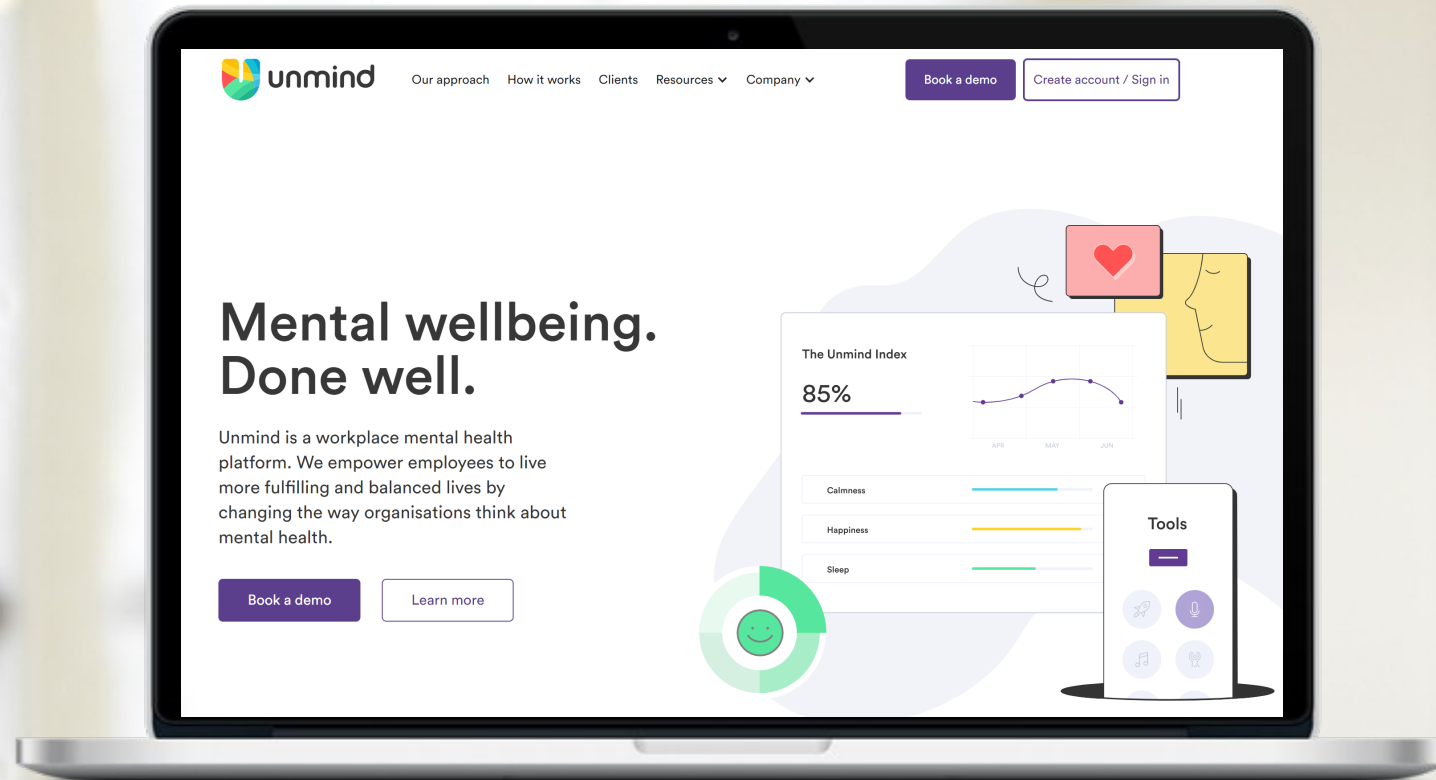 unmind
Our approach
How it works
Clients
Resources
Company
Book a demo
Create account / Sign in
Mental wellbeing.
Done well.
Unmind is a workplace mental health
platform. We empower employees to live
more fulfilling and balanced lives by
changing the way organisations think about
mental health.
Book a demo
Learn more
The Unmind Index
85%
APR
MAY
JUN
Calmness
Happiness
Sleep
Tools